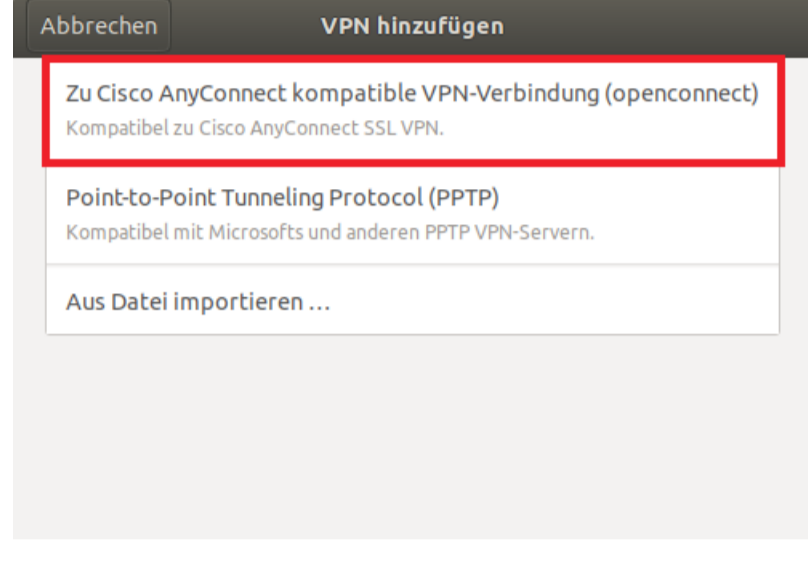 Abbrechen
VPN hinzufügen
Zu Cisco AnyConnect kompatible VPN-Verbindung (openconnect)
Kompatibel zu Cisco AnyConnect SSL VPN.
Point-to-Point Tunneling Protocol (PPTP)
Kompatibel mit Microsofts und anderen PPTP VPN-Servern.
Aus Datei importieren …